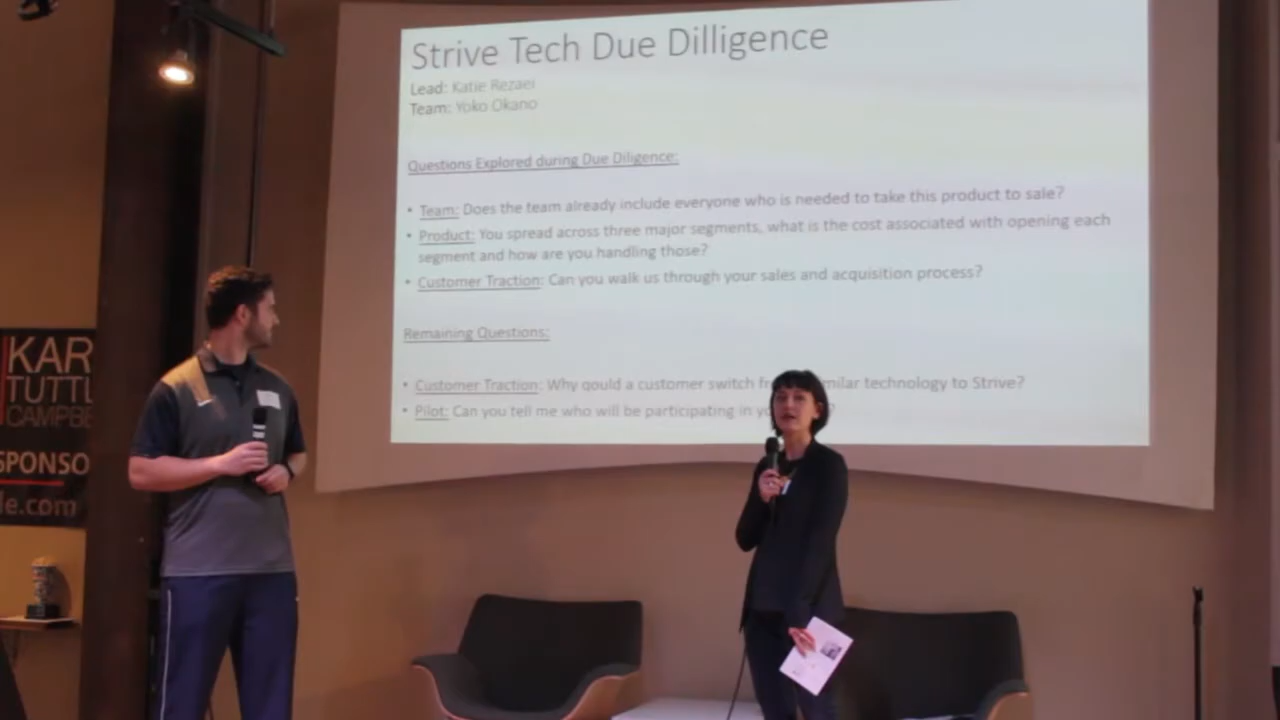 Strive Tech Due Dilligence
Lead: Katie Rezaei
Team: Yoko Okano
Questions Explored during Due Diligence:
• Team: Does the team already include everyone who is needed to take this product to sale?
• Product: You spread across three major segments, what is the cost associated with opening each
segment and how are you handling those?
• Customer Traction: Can you walk us through your sales and acquisition process?
Remaining Questions:
• Customer Traction: Why qould a customer switch technology to Strive?
• Pilot: Can you tell me who will be participating in
KAR
TUTTL
CAMPBE
SPONSO
le.com